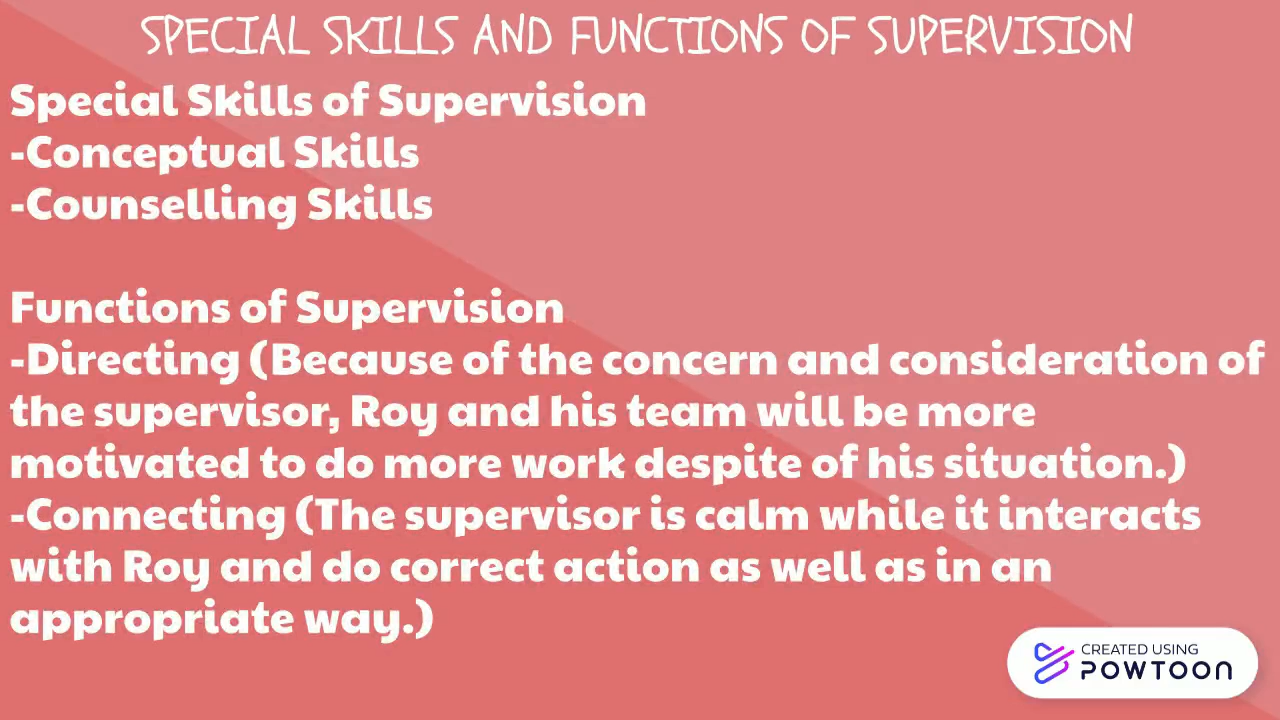 SPECIAL SKILLS AND FUNCTIONS OF SUPERVISION
Special Skills of Supervision
-Conceptual Skills
-Counselling Skills
Functions of Supervision
-Directing (Because of the concern and consideration of
the supervisor, Roy and his team will be more
motivated to do more work despite of his situation.)
-Connecting (The supervisor is calm while it interacts
with Roy and do correct action as well as in an
appropriate way.)
CREATED USING
POWTOON